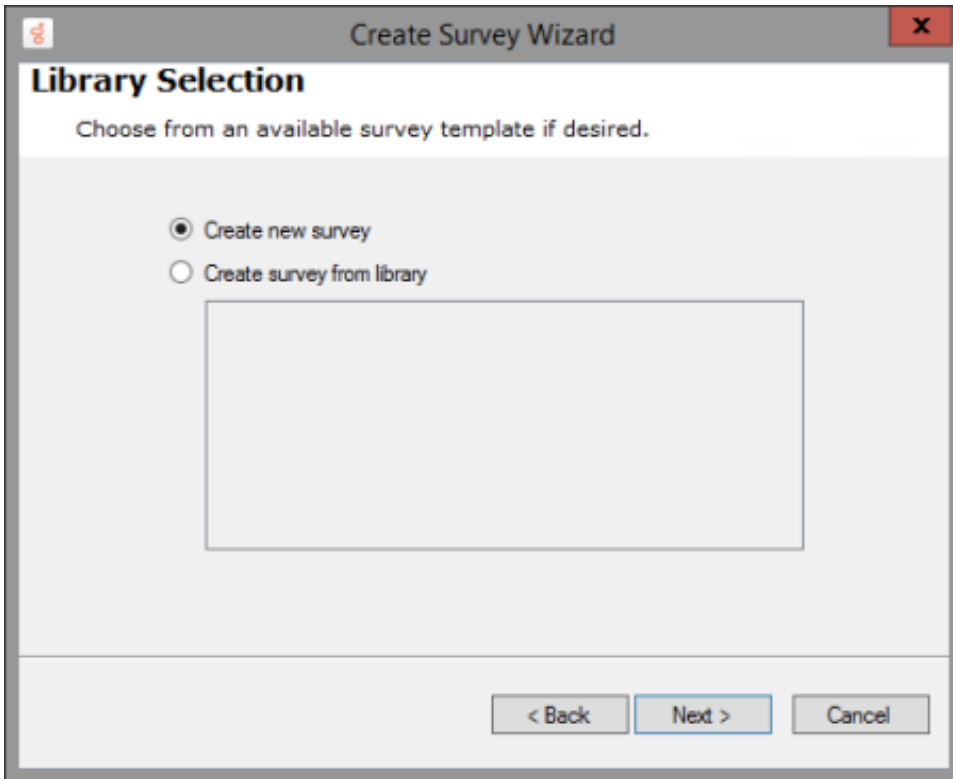 Create Survey Wizard
Library Selection
Choose from an available survey template if desired.
Create new survey
Create survey from library
< Back Next > Cancel